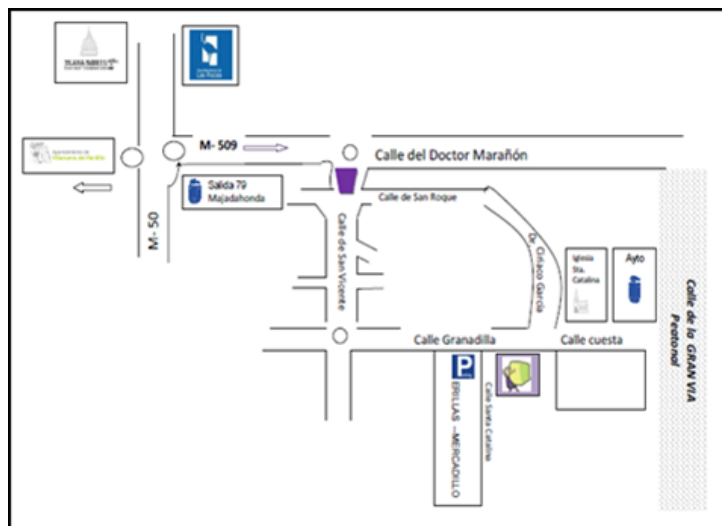 M- 509
Calle del Doctor Marañón
Salida 79
Majadahonda
M- 50
Calle de San Roque
Calle de San Vicente
Dr. Ciriaco García
Iglesia
Sta.
Catalina
Ayto
Calle de la GRAN VIA
Peatonal
Calle Granadilla
Calle cuesta
P
ERILLAS –MERCADILLO
Calle Santa Catalina